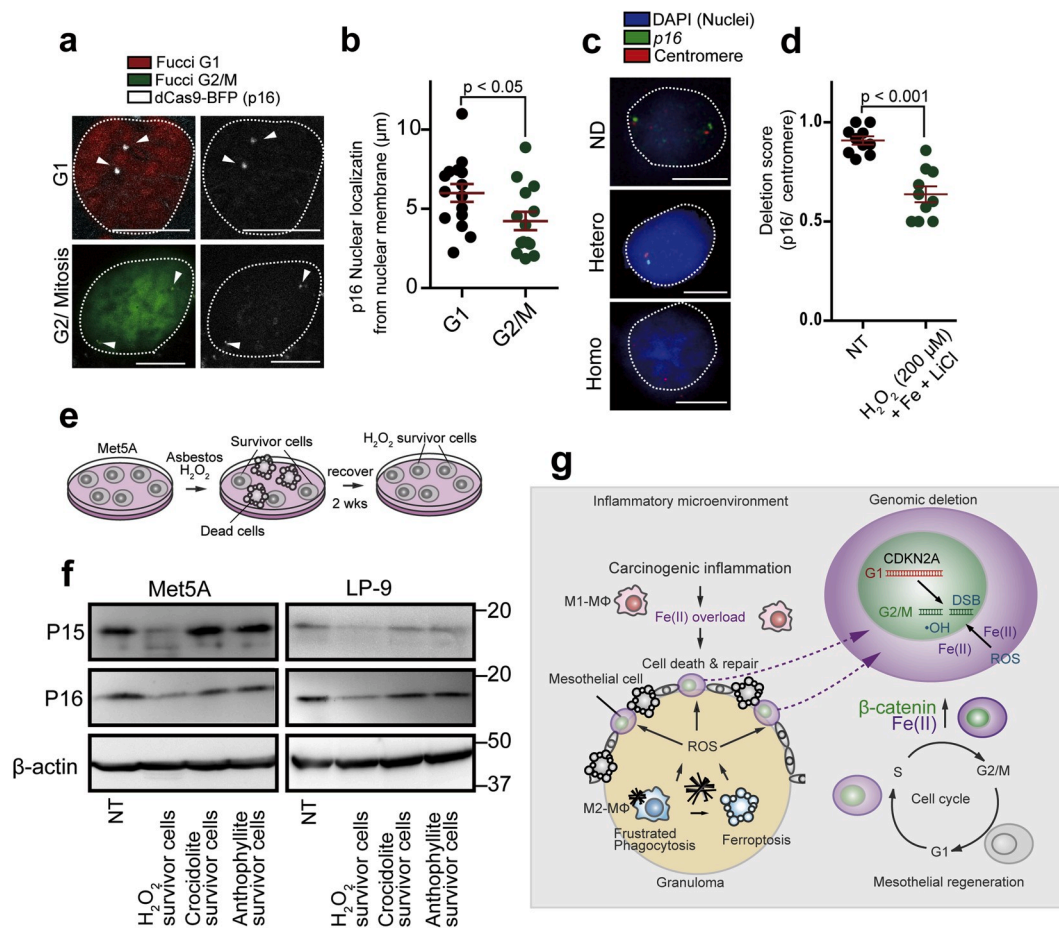 a
Fucci G1
Fucci G2/M
dCas9-BFP (p16)
G1
G2/ Mitosis
b
p < 0.05
10
5
0
p16 Nuclear localizatin
from nuclear membrane (μm)
G1
G2/M
c
DAPI (Nuclei)
p16
Centromere
ND
Hetero
Homo
d
p < 0.001
1.0
0.5
0.0
1.0
Deletion score
(p16/ centromere)
NT
H₂O₂ (200 μM)
+ Fe + LiCl
e
Met5A
Asbestos
H₂O₂
Survivor cells
Dead cells
recover
2 wks
H₂O₂ survivor cells
f
Met5A
LP-9
P15
P16
β-actin
20
20
50
37
NT
H₂O₂
survivor cells
Crocidolite
survivor cells
Anthophyllite
survivor cells
NT
H₂O₂
survivor cells
Crocidolite
survivor cells
Anthophyllite
survivor cells
g
Inflammatory microenvironment
Genomic deletion
Carcinogenic inflammation
M1-MΦ
Fe(II) overload
Cell death & repair
Mesothelial cell
ROS
M2-MΦ
Frustrated
Phagocytosis
Ferroptosis
Granuloma
CDKN2A
G1
G2/M
DSB
•OH
Fe(II)
Fe(II)
ROS
β-catenin
Fe(II)
S
G2/M
Cell cycle
G1
Mesothelial regeneration